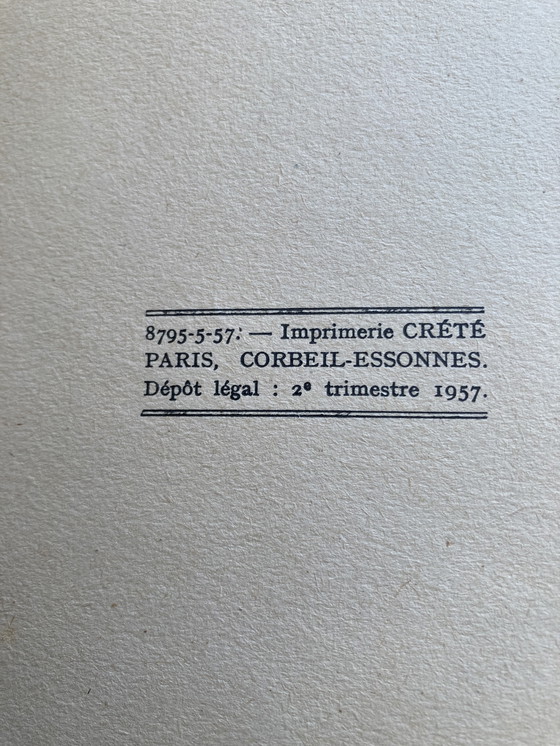 8795-5-57. — Imprimerie CRÉTÉ
PARIS, CORBEIL-ESSONNES.
Dépôt légal : 2e trimestre 1957.